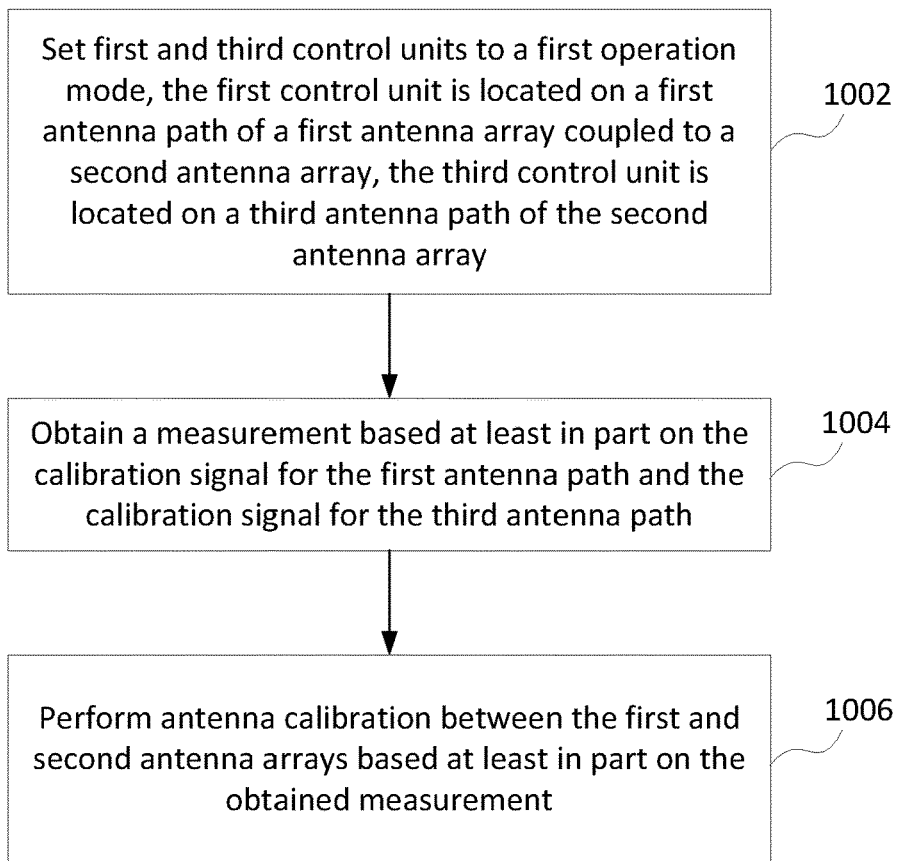 Set first and third control units to a first operation
mode, the first control unit is located on a first
antenna path of a first antenna array coupled to a
second antenna array, the third control unit is
located on a third antenna path of the second
antenna array
1002
Obtain a measurement based at least in part on the
calibration signal for the first antenna path and the
calibration signal for the third antenna path
1004
Perform antenna calibration between the first and
second antenna arrays based at least in part on the
obtained measurement
1006